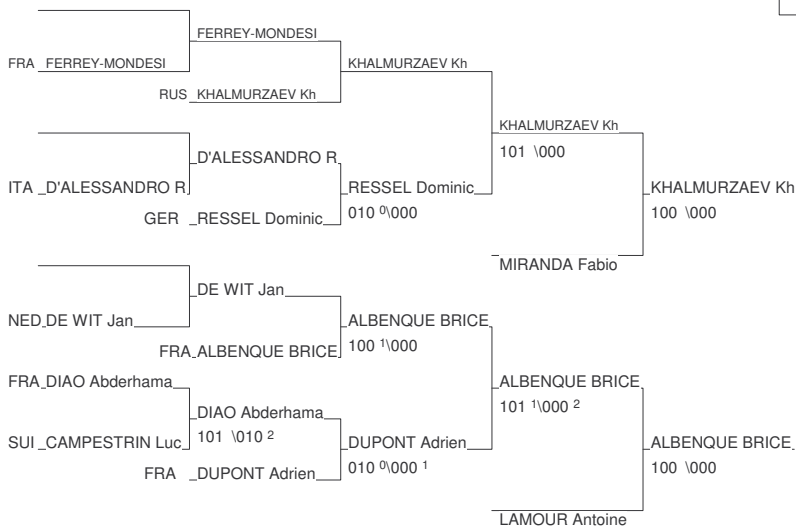 FERREY-MONDESI
FRA FERREY-MONDESI KHALMURZAEV Kh
RUS KHALMURZAEV Kh
KHALMURZAEV Kh
101 \000
D'ALESSANDRO R
ITA D'ALESSANDRO R RESSEL Dominic KHALMURZAEV Kh
010 0\000 100 \000
GER RESSEL Dominic
MIRANDA Fabio
DE WIT Jan
NED DE WIT Jan ALBENQUE BRICE
100 1\000
FRA ALBENQUE BRICE
FRA DIAO Abderhama ALBENQUE BRICE
101 1\000 2
DIAO Abderhama
101 \010 2
SUI CAMPESTRIN Luc DUPONT Adrien ALBENQUE BRICE
010 0\000 1 100 \000
FRA DUPONT Adrien
LAMOUR Antoine